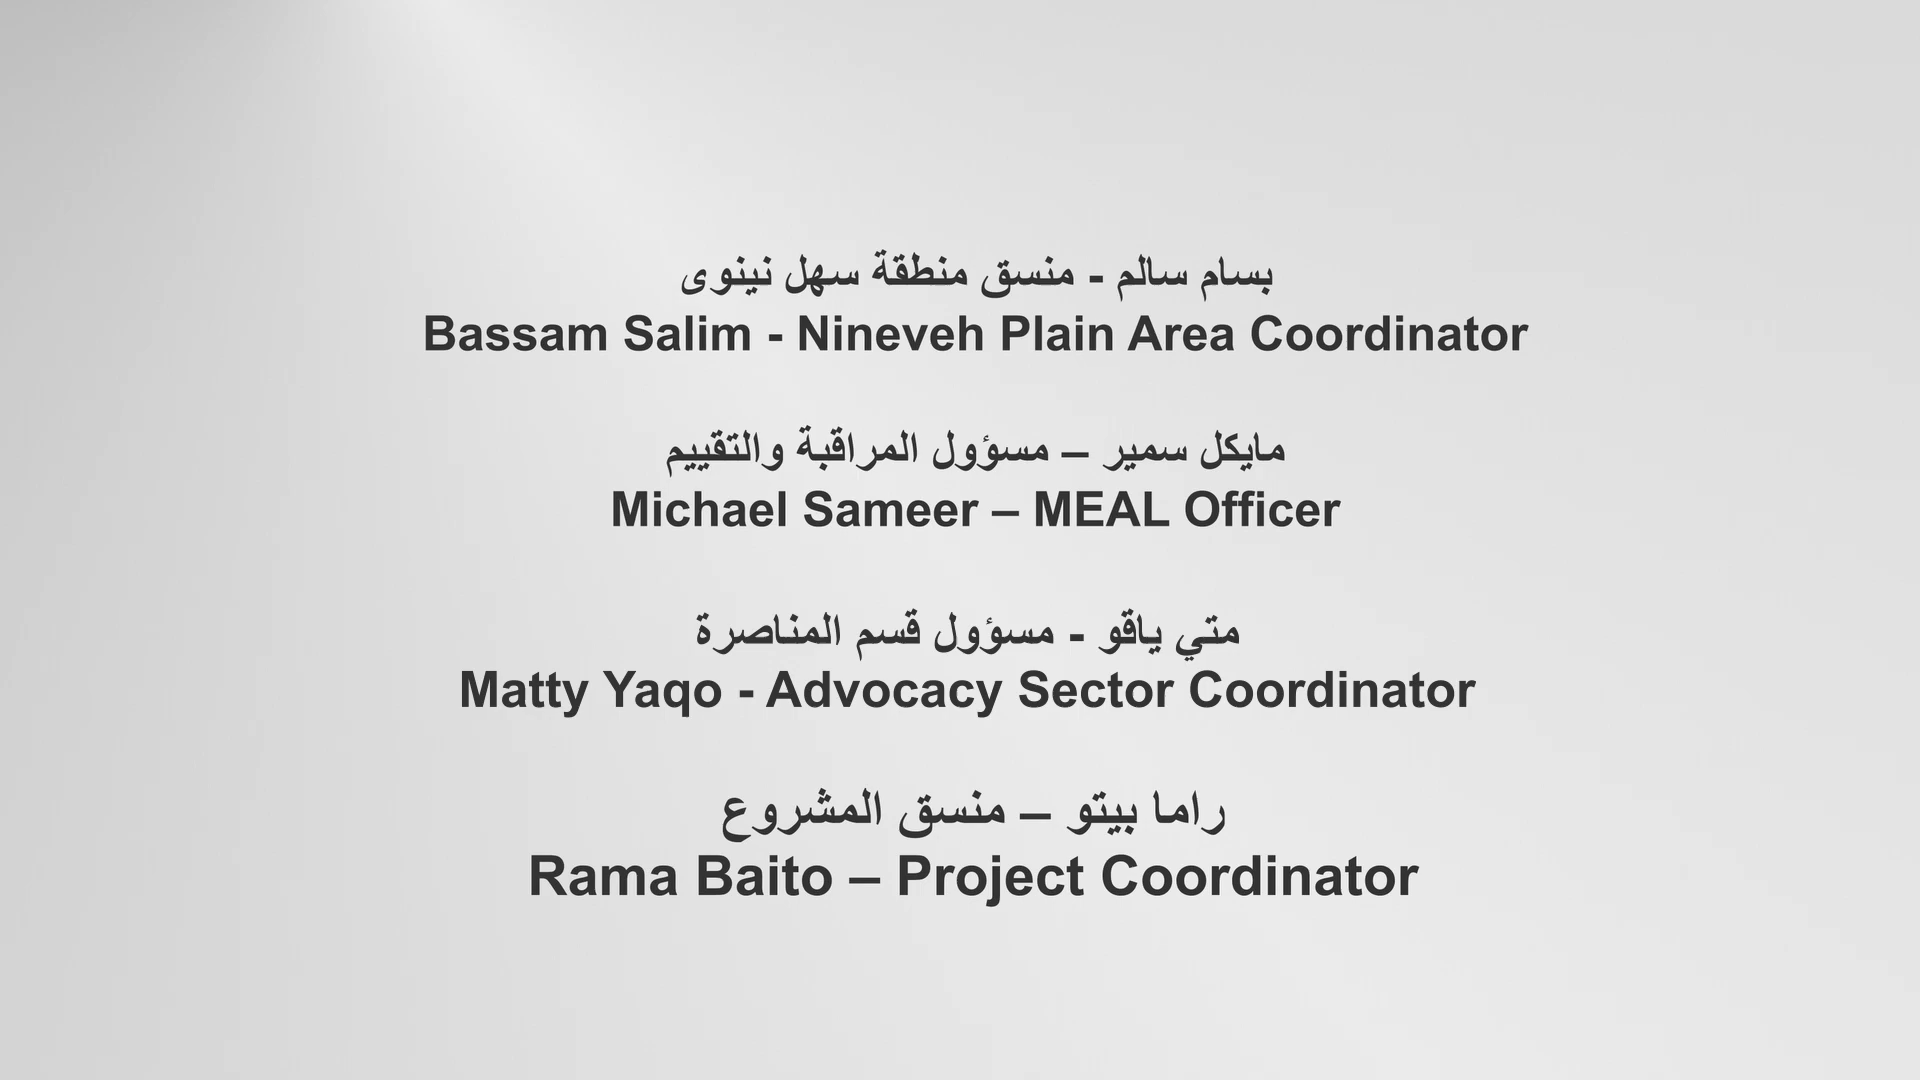 بسام سالم - منسق منطقة سهل نينوى
Bassam Salim - Nineveh Plain Area Coordinator
مايكل سمير – مسؤول المراقبة والتقييم
Michael Sameer – MEAL Officer
متي ياقو - مسؤول قسم المناصرة
Matty Yaqo - Advocacy Sector Coordinator
راما بيتو – منسق المشروع
Rama Baito – Project Coordinator